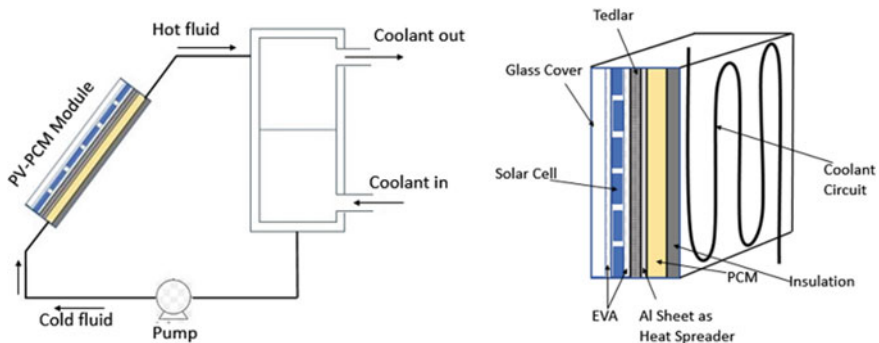 Hot fluid
Coolant out
PV-PCM Module
Coolant in
Cold fluid
Pump
Tedlar
Glass Cover
Solar Cell
Coolant
Circuit
PCM
Insulation
EVA
Al Sheet as
Heat Spreader